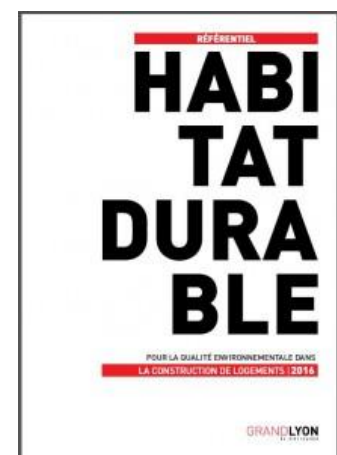 RÉFÉRENTIEL
HABI
TAT
DURA
BLE
POUR LA QUALITÉ ENVIRONNEMENTALE DANS
LA CONSTRUCTION DE LOGEMENTS | 2016
GRANDLYON